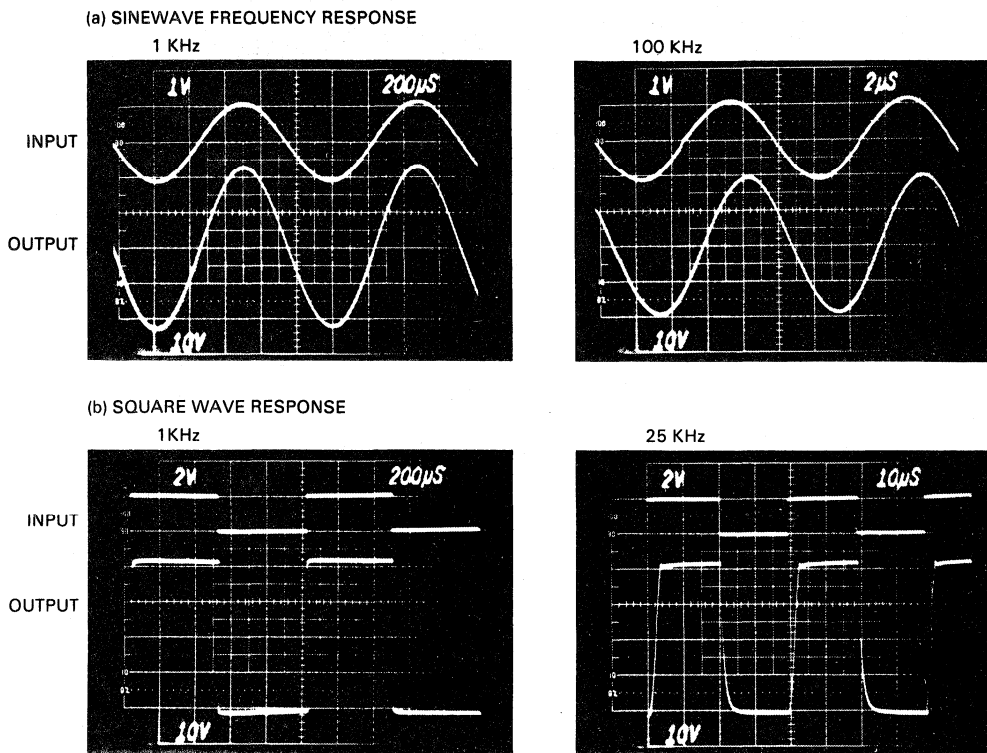 (a) SINEWAVE FREQUENCY RESPONSE
1 KHz
100 KHz
1V 200µS
1V 2µS
INPUT
OUTPUT
10V
10V
(b) SQUARE WAVE RESPONSE
1KHz
25 KHz
2V 200µS
2V 10µS
INPUT
OUTPUT
10V
10V